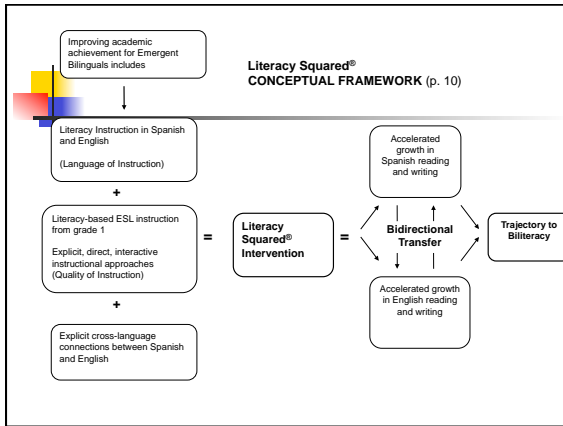 Improving academic
achievement for Emergent
Bilinguals includes
Literacy Squared®
CONCEPTUAL FRAMEWORK (p. 10)
Literacy Instruction in Spanish
and English
(Language of Instruction)
+
Literacy-based ESL instruction
from grade 1
Explicit, direct, interactive
instructional approaches
(Quality of Instruction)
+
Explicit cross-language
connections between Spanish
and English
=
Literacy
Squared®
Intervention
=
Accelerated
growth in
Spanish reading
and writing
Bidirectional
Transfer
Accelerated growth
in English reading
and writing
Trajectory to
Biliteracy